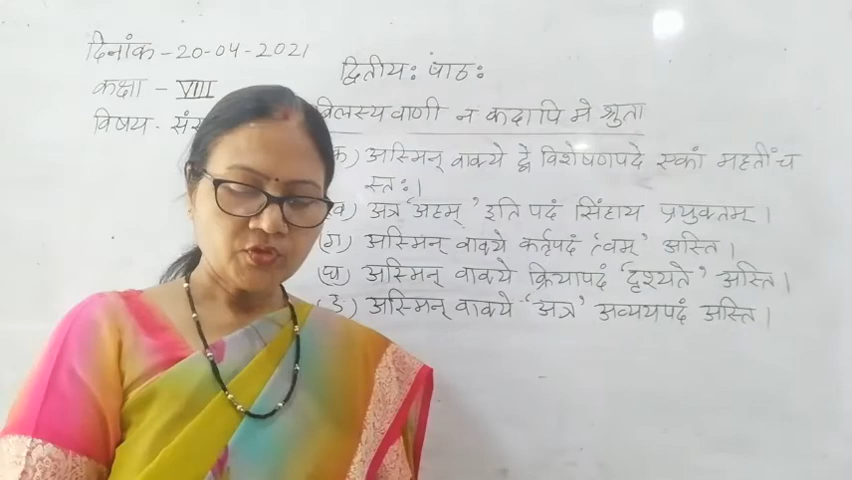 दिनांक - 20-04-2021
द्वितीय: पाठ:
कक्षा - VIII
बिलस्य वाणी न कदापि मे श्रुता
विषय -
क) अस्मिन् वाक्ये द्वे विशेषणपदे एकां महतीं च
स्त:।
(ख) अत्र 'अहम्' इति पदं सिंहाय प्रयुक्तम्।
(ग) अस्मिन् वाक्ये कर्तृपदं 'त्वम्' अस्ति।
(घ) अस्मिन् वाक्ये क्रियापदं 'दृश्यते' अस्ति।
(ङ) अस्मिन् वाक्ये 'अत्र' अव्ययपदं अस्ति।